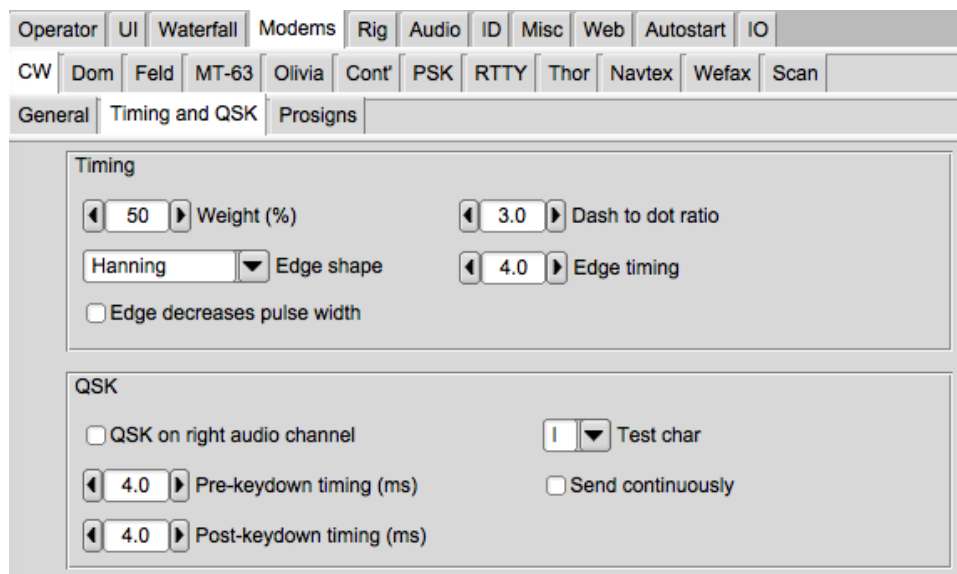 Operator UI Waterfall Modems Rig Audio ID Misc Web Autostart IO
CW Dom Feld MT-63 Olivia Cont' PSK RTTY Thor Navtex Wefax Scan
General Timing and QSK Prosigns
Timing
50 Weight (%) 3.0 Dash to dot ratio
Hanning Edge shape 4.0 Edge timing
Edge decreases pulse width
QSK
QSK on right audio channel I Test char
4.0 Pre-keydown timing (ms) Send continuously
4.0 Post-keydown timing (ms)